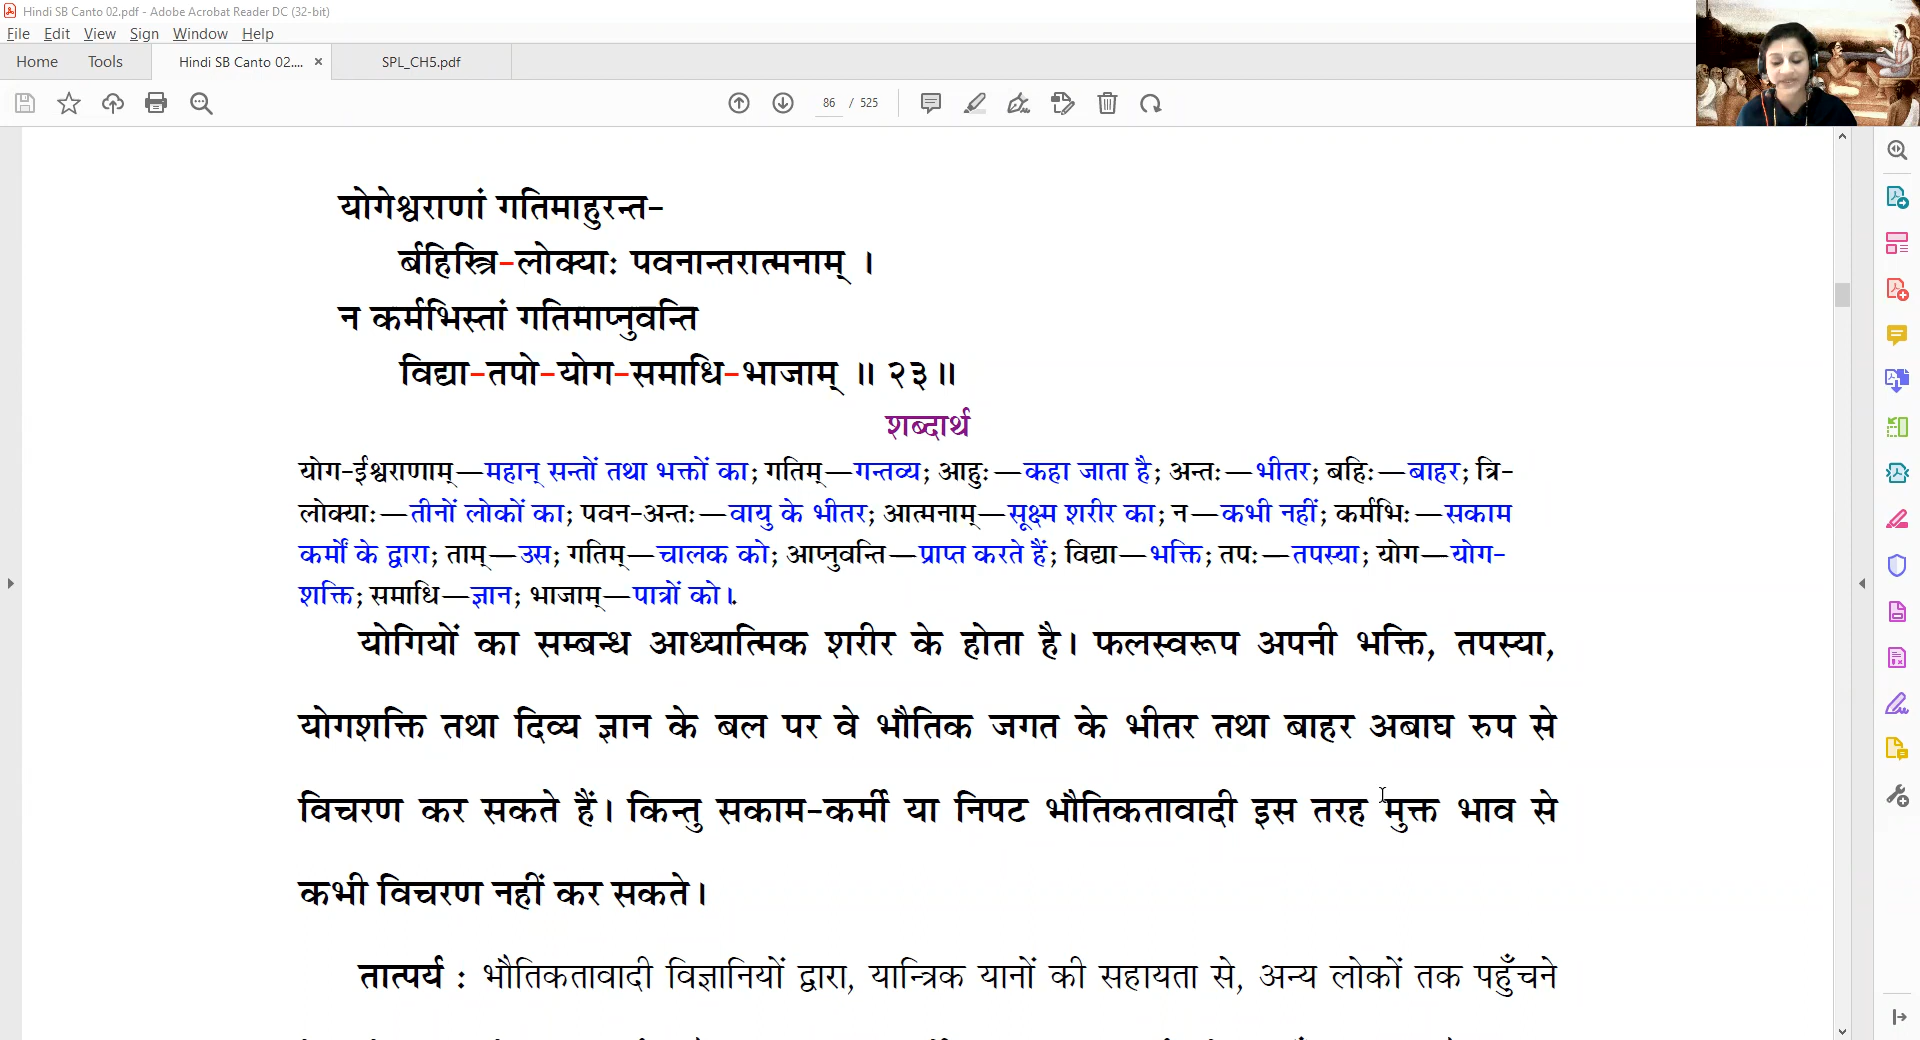 Hindi SB Canto 02.pdf - Adobe Acrobat Reader DC (32-bit)
File Edit View Sign Window Help
Home Tools Hindi SB Canto 02.... × SPL_CH5.pdf
86 / 525
योगेश्वराणां गतिमाहुरन्त-
र्बहिस्त्रि-लोक्याः पवनान्तरात्मनाम् ।
न कर्मभिस्तां गतिमाप्नुवन्ति
विद्या-तपो-योग-समाधि-भाजाम् ॥ २३॥
शब्दार्थ
योग-ईश्वराणाम्—महान् सन्तों तथा भक्तों का; गतिम्—गन्तव्य; आहुः—कहा जाता है; अन्तः—भीतर; बहिः—बाहर; त्रि-
लोक्याः—तीनों लोकों का; पवन-अन्तः—वायु के भीतर; आत्मनाम्—सूक्ष्म शरीर का; न—कभी नहीं; कर्मभिः—सकाम
कर्मों के द्वारा; ताम्—उस; गतिम्—चालक को; आप्नुवन्ति—प्राप्त करते हैं; विद्या—भक्ति; तपः—तपस्या; योग—योग-
शक्ति; समाधि—ज्ञान; भाजाम्—पात्रों को।.
योगियों का सम्बन्ध आध्यात्मिक शरीर के होता है। फलस्वरूप अपनी भक्ति, तपस्या,
योगशक्ति तथा दिव्य ज्ञान के बल पर वे भौतिक जगत के भीतर तथा बाहर अबाघ रुप से
विचरण कर सकते हैं। किन्तु सकाम-कर्मी या निपट भौतिकतावादी इस तरह मुक्त भाव से
कभी विचरण नहीं कर सकते।
तात्पर्य : भौतिकतावादी विज्ञानियों द्वारा, यान्त्रिक यानों की सहायता से, अन्य लोकों तक पहुँचने